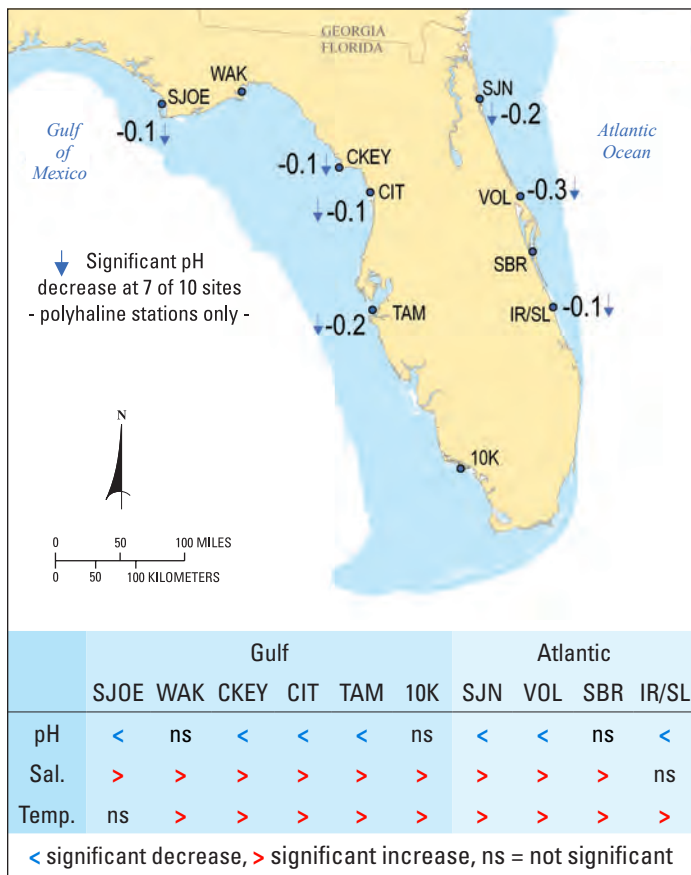 GEORGIA
FLORIDA
WAK
SJOE
SJN
-0.2
Gulf
of
Mexico
-0.1
Atlantic
Ocean
-0.1
CKEY
CIT
-0.1
VOL
-0.3
SBR
Significant pH
decrease at 7 of 10 sites
- polyhaline stations only -
TAM
-0.2
IR/SL
-0.1
N
10K
0 50 100 MILES
0 50 100 KILOMETERS
Gulf Atlantic
SJOE WAK CKEY CIT TAM 10K SJN VOL SBR IR/SL
pH < ns < < < ns < < ns <
Sal. > > > > > > > > > ns
Temp. ns > > > > > > > > >
< significant decrease, > significant increase, ns = not significant